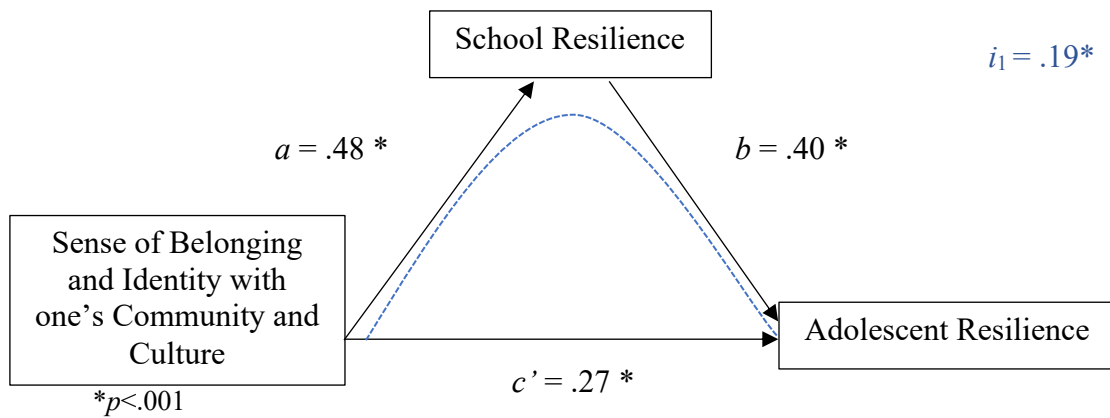 School Resilience
i₁ = .19*
a = .48 *
b = .40 *
Sense of Belonging
and Identity with
one’s Community and
Culture
Adolescent Resilience
c’ = .27 *
*p<.001